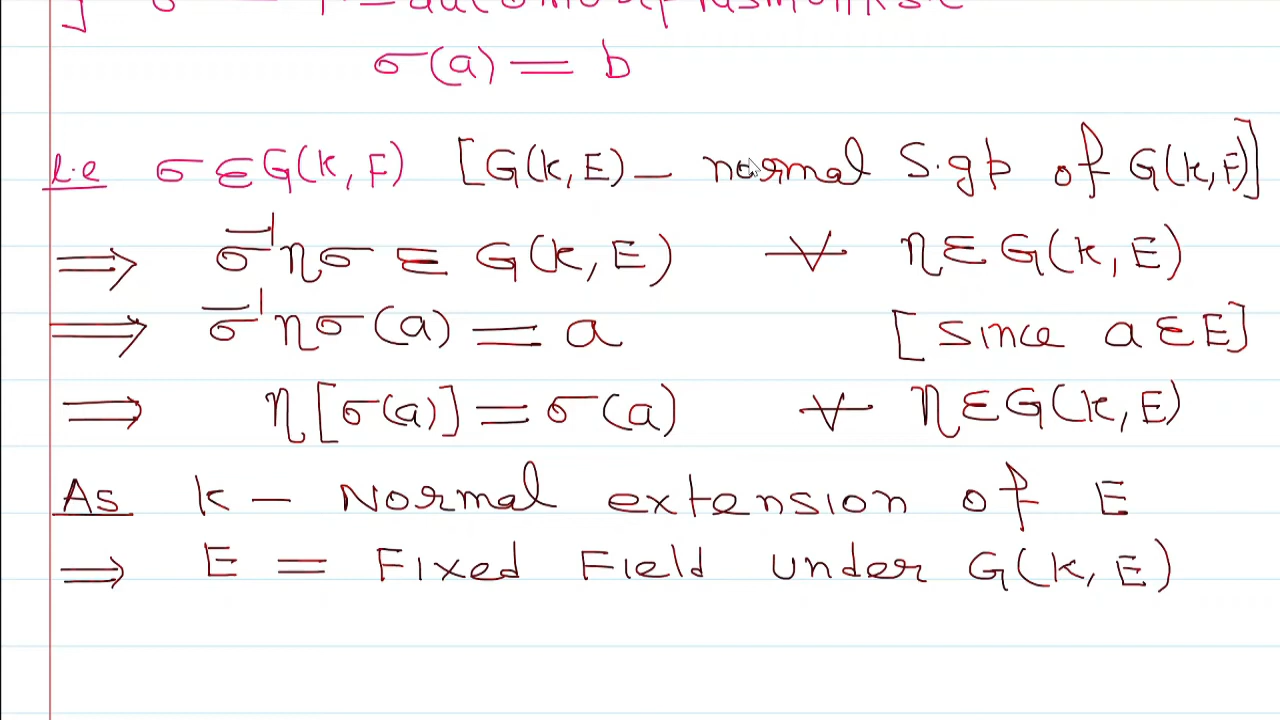 σ(a) = b
i.e σ ∈ G(K, F) [G(K, E) – normal S.gp of G(K, F)]
⟹ σ⁻¹ησ ∈ G(K, E) ∀ η ∈ G(K, E)
⟹ σ⁻¹ησ(a) = a [since a ∈ E]
⟹ η[σ(a)] = σ(a) ∀ η ∈ G(K, E)
As K – Normal extension of E
⟹ E = Fixed Field under G(K, E)